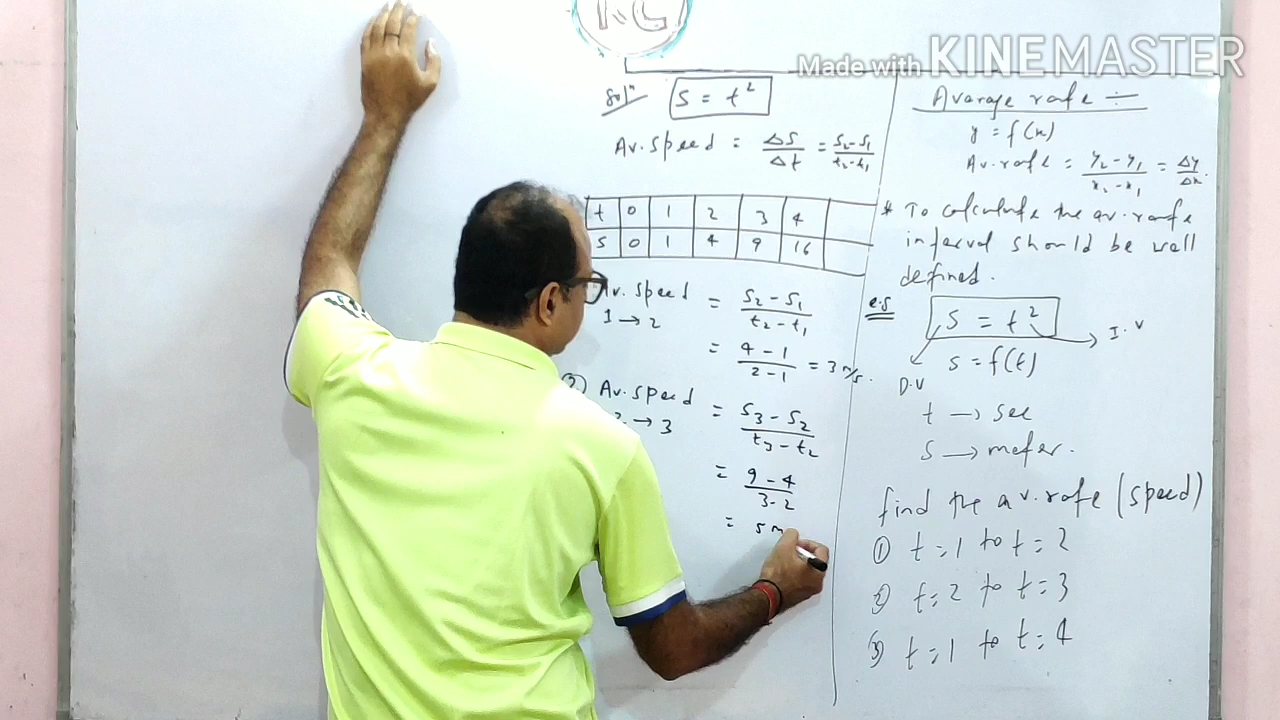 Made with KINEMASTER
Sol^n
S = t²
Av. Speed = ΔS/Δt = S₂-S₁/t₂-t₁
t 0 1 2 3 4
S 0 1 4 9 16
Av. Speed = S₂-S₁/t₂-t₁
1 → 2
= 4-1/2-1 = 3 m/s.
② Av. Speed = S₃-S₂/t₃-t₂
→ 3
= 9-4/3-2
= 5 m
Avarage rate :-
y = f(x)
Av. rate = y₂-y₁/x₂-x₁ = Δy/Δx.
* To calculate the av. rate
interval should be well
defined.
e.g
S = t²
I.V
S = f(t)
D.V
t → sec
S → meter.
find the av. rate (speed)
① t=1 to t=2
② t=2 to t=3
③ t=1 to t=4